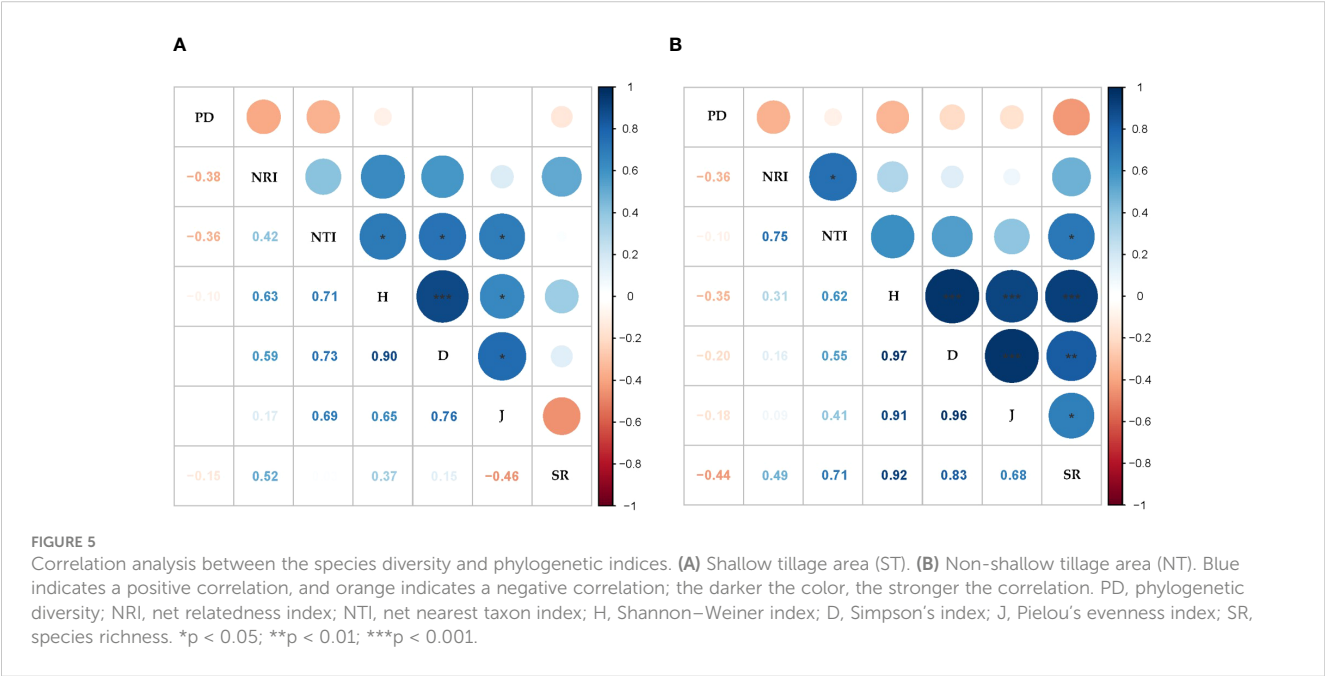 A
B
PD
1
0.8
0.6
0.4
0.2
0
−0.2
−0.4
−0.6
−0.8
−1
−0.38 NRI
−0.36 0.42 NTI * * *
−0.10 0.63 0.71 H *** *
0.59 0.73 0.90 D *
0.17 0.69 0.65 0.76 J
−0.15 0.52 0.37 0.15 −0.46 SR
PD
1
0.8
0.6
0.4
0.2
0
−0.2
−0.4
−0.6
−0.8
−1
−0.36 NRI *
−0.10 0.75 NTI *
−0.35 0.31 0.62 H *** *** ***
−0.20 0.16 0.55 0.97 D *** **
−0.18 0.09 0.41 0.91 0.96 J *
−0.44 0.49 0.71 0.92 0.83 0.68 SR
FIGURE 5
Correlation analysis between the species diversity and phylogenetic indices. (A) Shallow tillage area (ST). (B) Non-shallow tillage area (NT). Blue
indicates a positive correlation, and orange indicates a negative correlation; the darker the color, the stronger the correlation. PD, phylogenetic
diversity; NRI, net relatedness index; NTI, net nearest taxon index; H, Shannon–Weiner index; D, Simpson's index; J, Pielou's evenness index; SR,
species richness. *p < 0.05; **p < 0.01; ***p < 0.001.